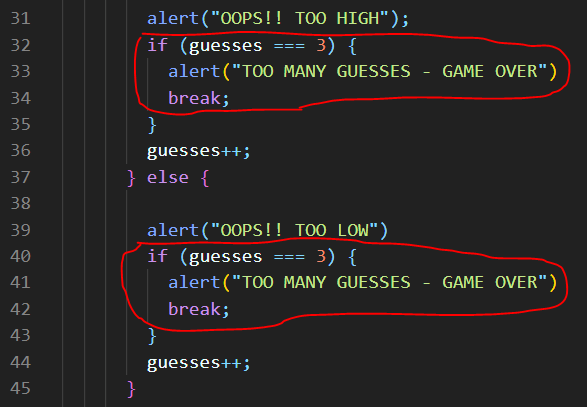 31 alert("OOPS!! TOO HIGH");
32 if (guesses === 3) {
33 alert("TOO MANY GUESSES - GAME OVER")
34 break;
35 }
36 guesses++;
37 } else {
38
39 alert("OOPS!! TOO LOW")
40 if (guesses === 3) {
41 alert("TOO MANY GUESSES - GAME OVER")
42 break;
43 }
44 guesses++;
45 }